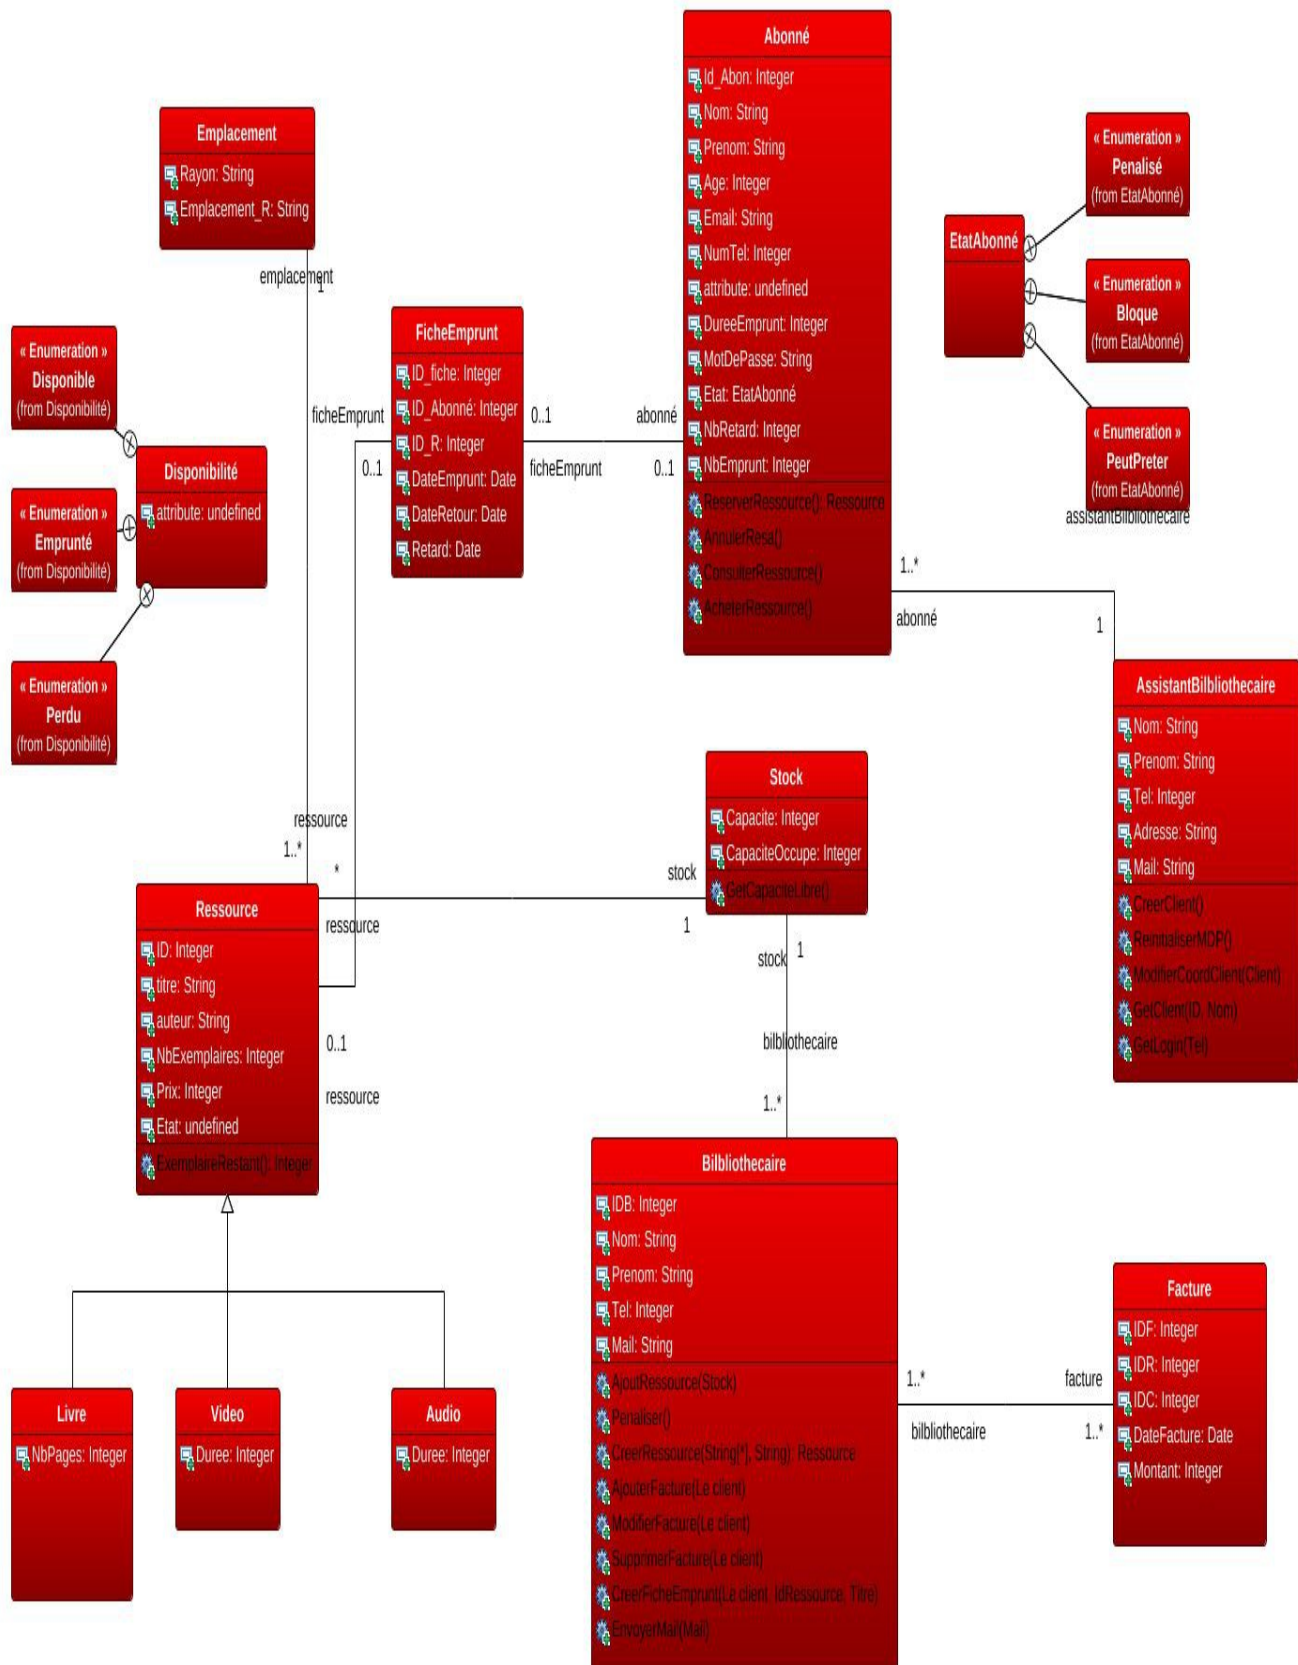 Abonné
Id_Abon: Integer
Nom: String
Prenom: String
Age: Integer
Email: String
NumTel: Integer
attribute: undefined
DureeEmprunt: Integer
MotDePasse: String
Etat: EtatAbonné
NbRetard: Integer
NbEmprunt: Integer
ReserverRessource(): Ressource
AnnulerResa()
ConsulterRessource()
AcheterRessource()
Emplacement
Rayon: String
Emplacement_R: String
emplacement
1
« Enumeration »
Penalisé
(from EtatAbonné)
EtatAbonné
« Enumeration »
Bloque
(from EtatAbonné)
« Enumeration »
PeutPreter
(from EtatAbonné)
assistantBilbliothecaire
FicheEmprunt
ID_fiche: Integer
ID_Abonné: Integer
ID_R: Integer
DateEmprunt: Date
DateRetour: Date
Retard: Date
ficheEmprunt
0..1
0..1
ficheEmprunt
abonné
0..1
« Enumeration »
Disponible
(from Disponibilité)
Disponibilité
attribute: undefined
« Enumeration »
Emprunté
(from Disponibilité)
« Enumeration »
Perdu
(from Disponibilité)
1..*
abonné
1
AssistantBilbliothecaire
Nom: String
Prenom: String
Tel: Integer
Adresse: String
Mail: String
CreerClient()
ReinitialiserMDP()
ModifierCoordClient(Client)
GetClient(ID, Nom)
GetLogin(Tel)
Stock
Capacite: Integer
CapaciteOccupe: Integer
GetCapaciteLibre()
ressource
1..*
*
ressource
stock
1
stock
1
bilbliothecaire
1..*
Ressource
ID: Integer
titre: String
auteur: String
NbExemplaires: Integer
Prix: Integer
Etat: undefined
ExemplaireRestant(): Integer
0..1
ressource
Bilbliothecaire
IDB: Integer
Nom: String
Prenom: String
Tel: Integer
Mail: String
AjoutRessource(Stock)
Penaliser()
CreerRessource(String[*], String): Ressource
AjouterFacture(Le client)
ModifierFacture(Le client)
SupprimerFacture(Le client)
CreerFicheEmprunt(Le client, IdRessource, Titre)
EnvoyerMail(Mail)
1..*
bilbliothecaire
facture
1..*
Facture
IDF: Integer
IDR: Integer
IDC: Integer
DateFacture: Date
Montant: Integer
Livre
NbPages: Integer
Video
Duree: Integer
Audio
Duree: Integer